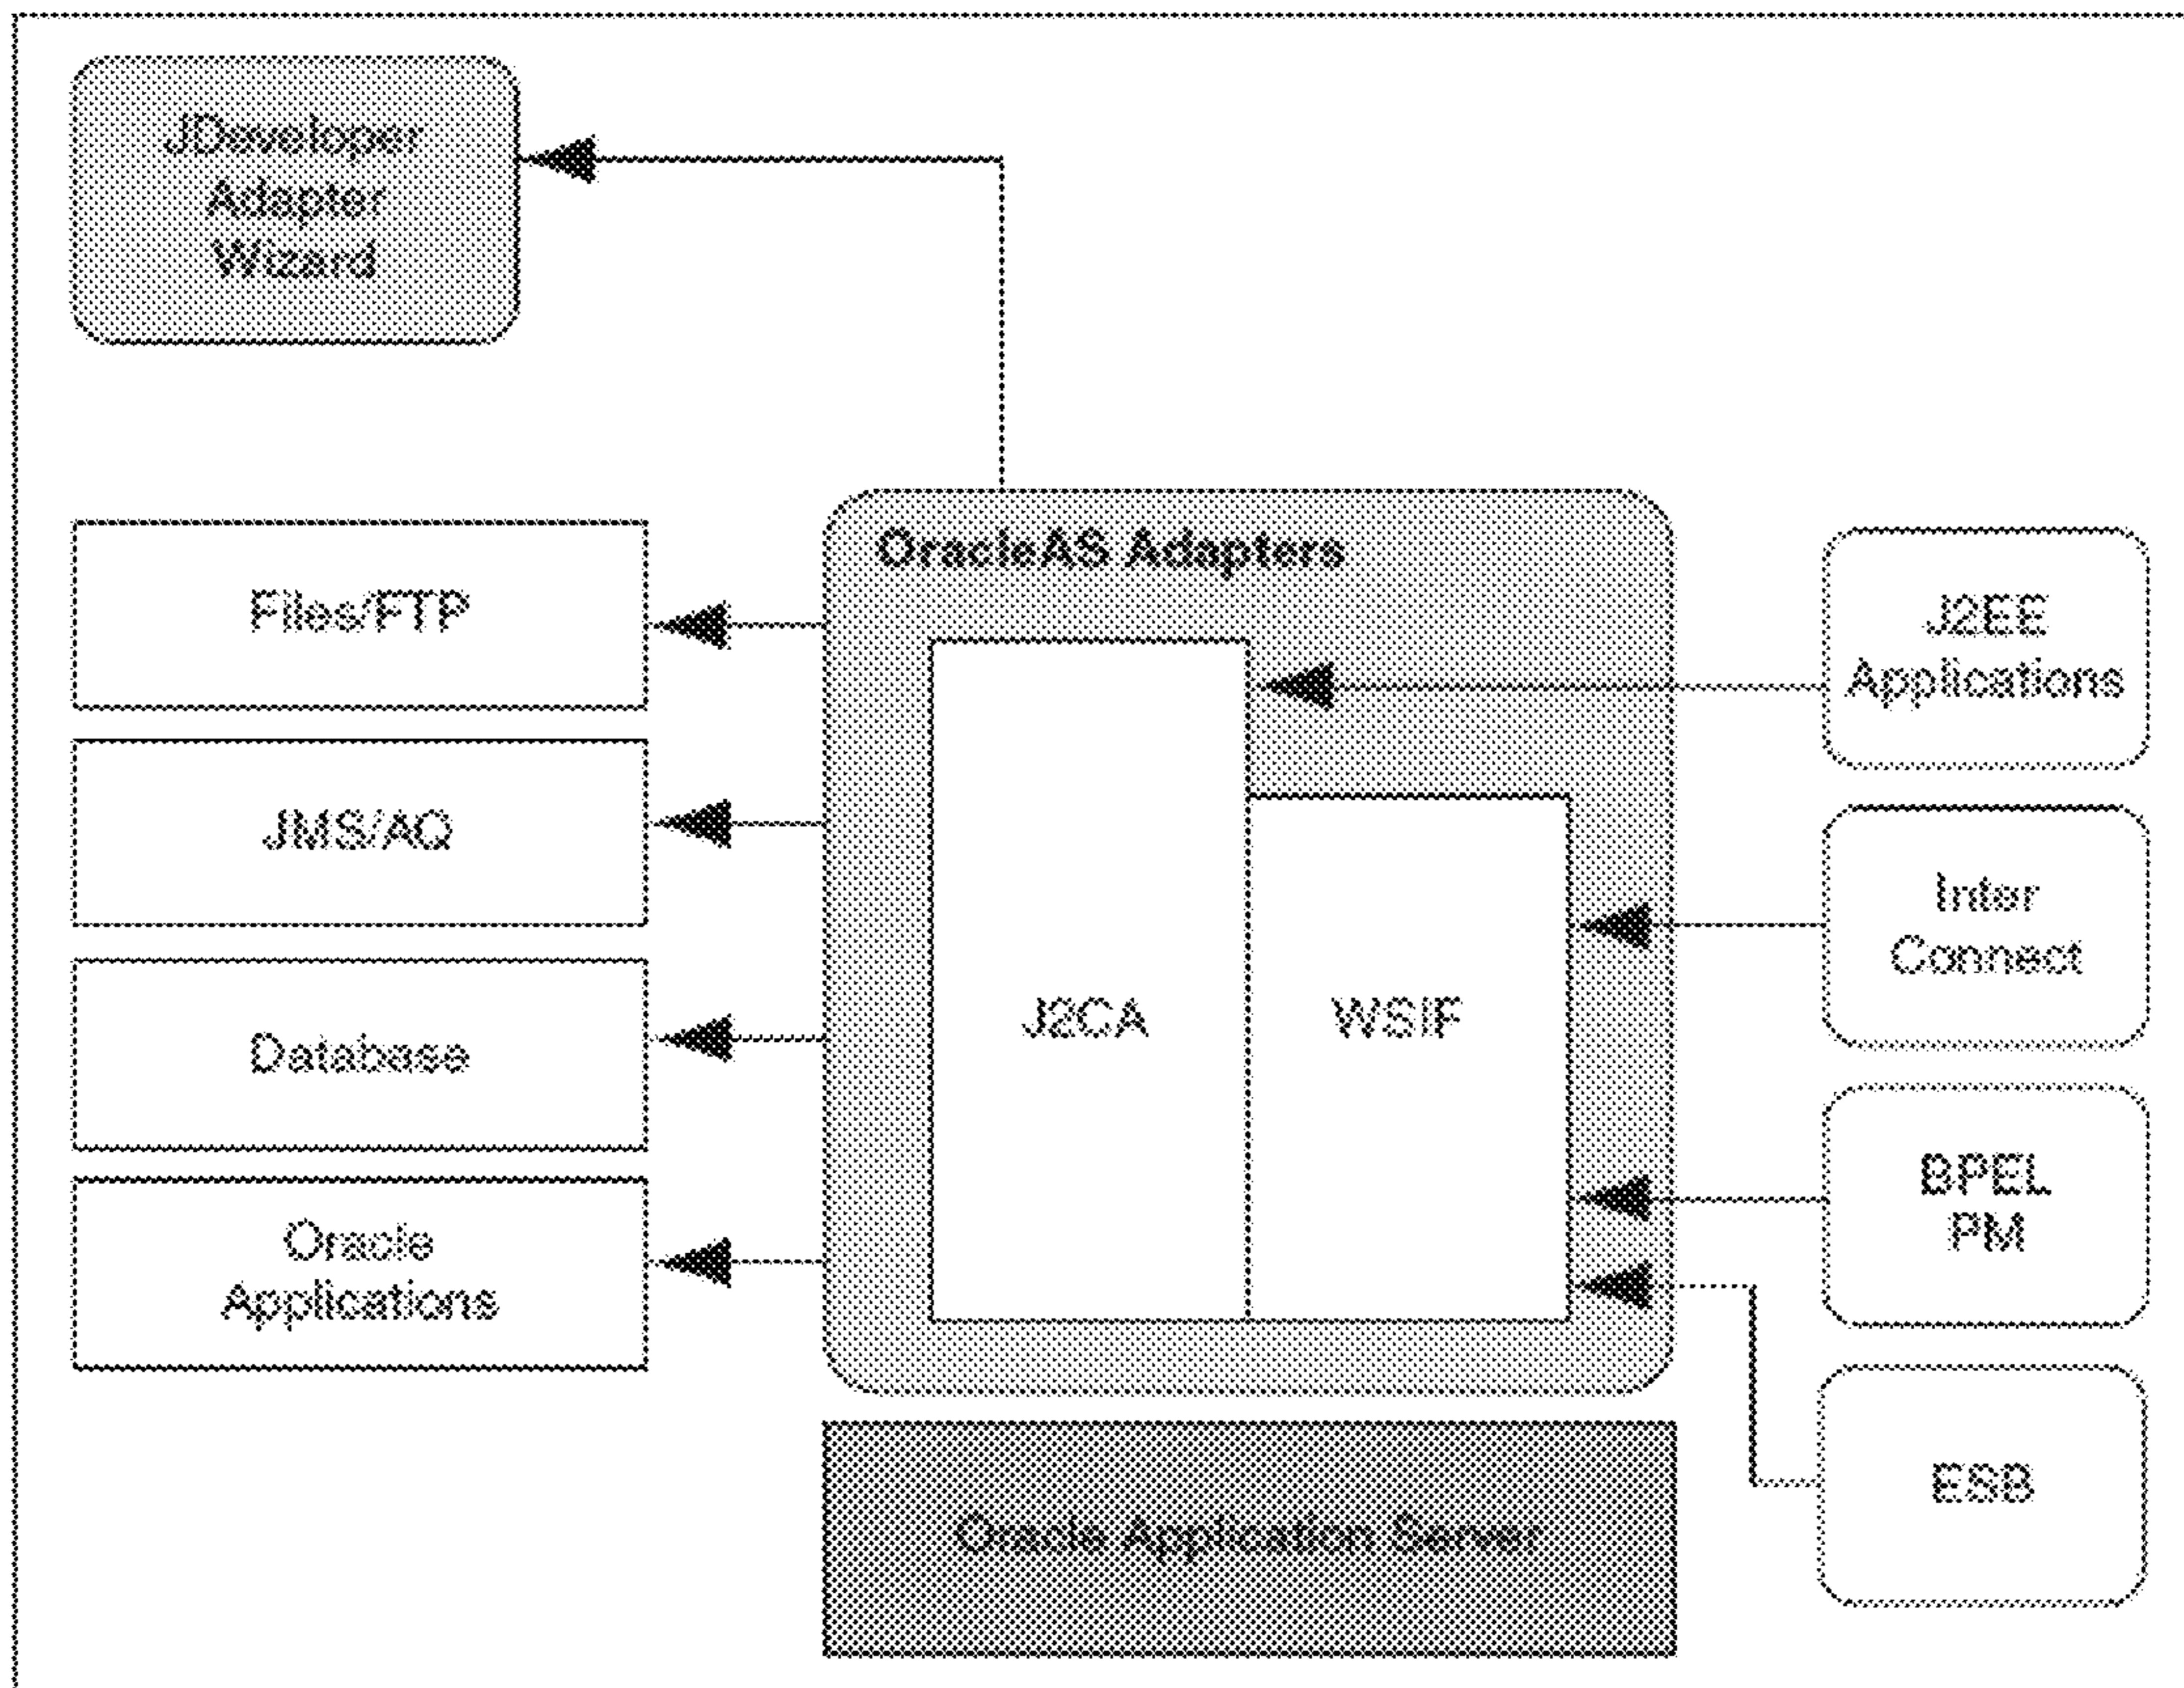 JDeveloper
Adapter
Wizard
OracleAS Adapters
Files/FTP
JMS/AQ
Database
Oracle
Applications
J2CA
WSIF
J2EE
Applications
Inter
Connect
BPEL
PM
ESB
Oracle Application Server